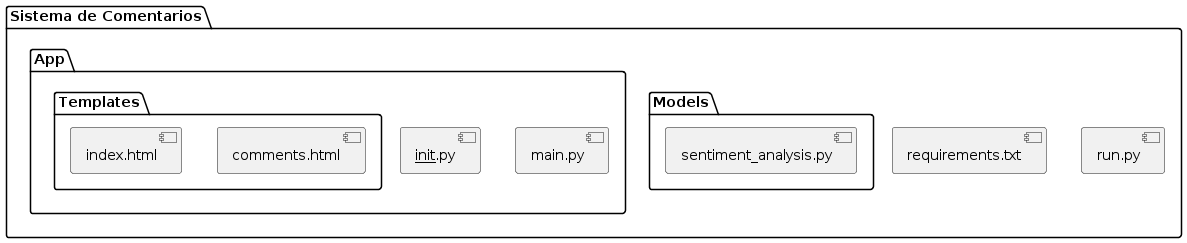 Sistema de Comentarios
App
Templates
index.html
comments.html
init.py
main.py
Models
sentiment_analysis.py
requirements.txt
run.py